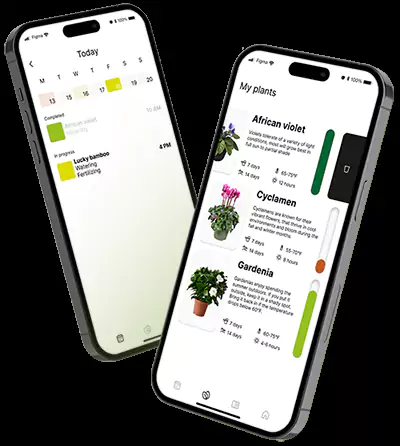 Figma 100%
Today
M T W T F S S
13 15 16 17 19 20
Completed
African violet 10 AM
In progress
Lucky bamboo 4 PM
Watering
Fertilizing
Figma 100%
My plants
African violet
Violets tolerate of a variety of light
conditions, most will grow best in
full sun to partial shade.
7 days 65-70°F
14 days 12 hours
Cyclamen
Cyclamens are known for their
vibrant flowers, that thrive in cool
environments and bloom during the
fall and winter months.
7 days 55-70°F
14 days 8 hours
Gardenia
Gardenias enjoy spending the
summer outdoors. If you put it
outside, keep it in a shady spot,
Bring it back in if the temperature
drops below 60°F.
7 days 60-75°F
14 days 4-6 hours